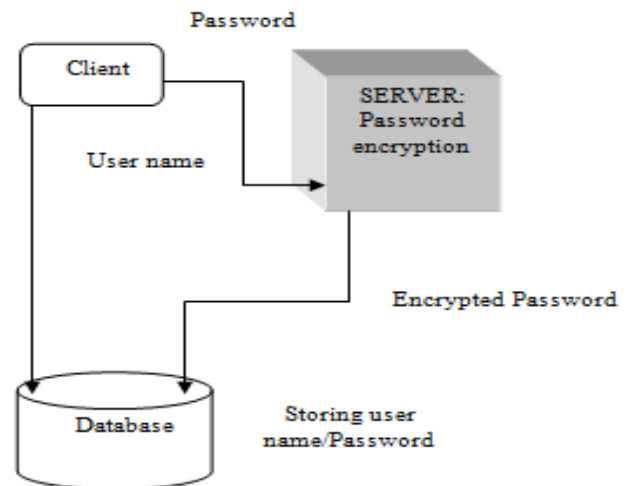 Password
Client
SERVER:
Password
encryption
User name
Encrypted Password
Database
Storing user
name/Password